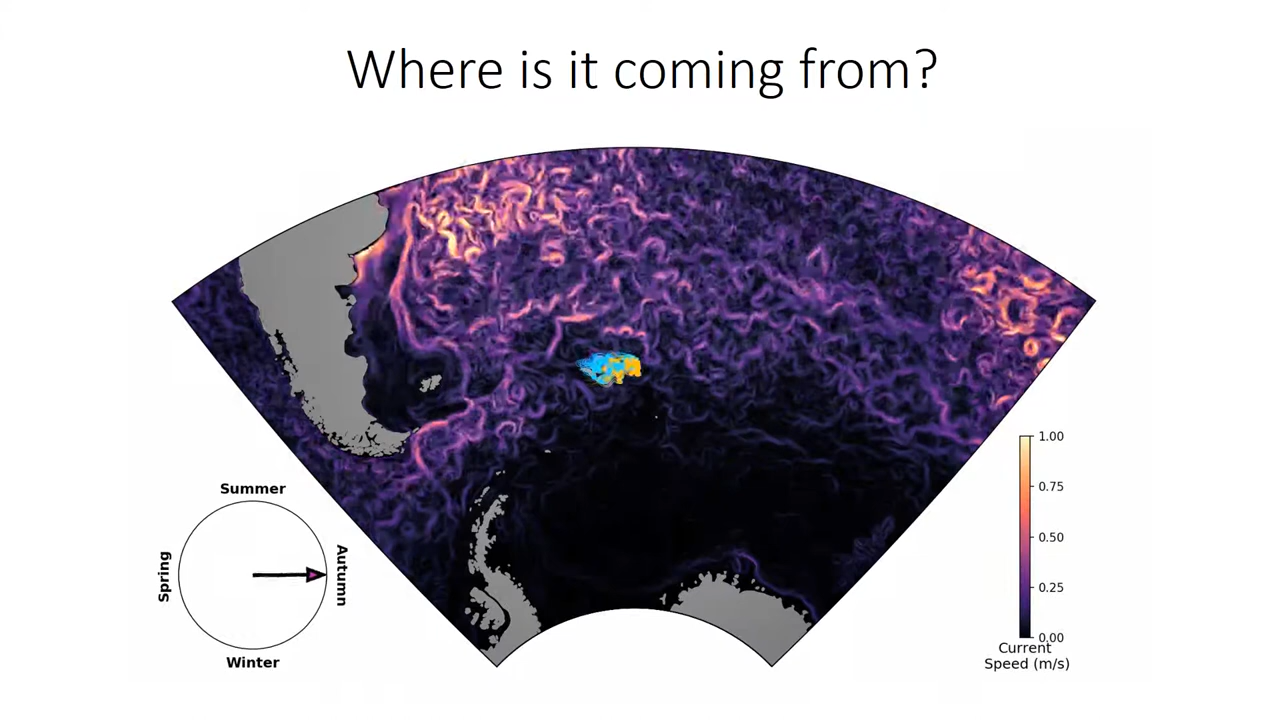 Where is it coming from?
Summer
Spring
Autumn
Winter
1.00
0.75
0.50
0.25
0.00
Current
Speed (m/s)